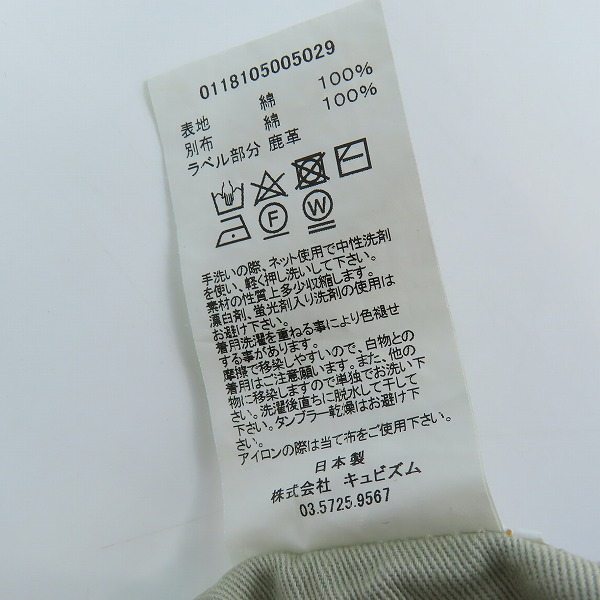 0118105005029
表地 綿 100%
別布 綿 100%
ラベル部分 鹿革
F W
手洗いの際、ネット使用で中性洗剤
を使い、軽く押し洗いして下さい。
素材の性質上多少収縮します。
漂白剤、蛍光剤入り洗剤の使用は
お避け下さい。
着用洗濯を重ねる事により色褪せ
する事があります。
摩擦で移染しやすいので、白物との
着用はご注意願います。また、他の
物に移染しますので単独でお洗い下
さい。洗濯後直ちに脱水して干して
下さい。タンブラー乾燥はお避け下
さい。
アイロンの際は当て布をご使用下さい。
日本製
株式会社 キュビズム
03.5725.9567